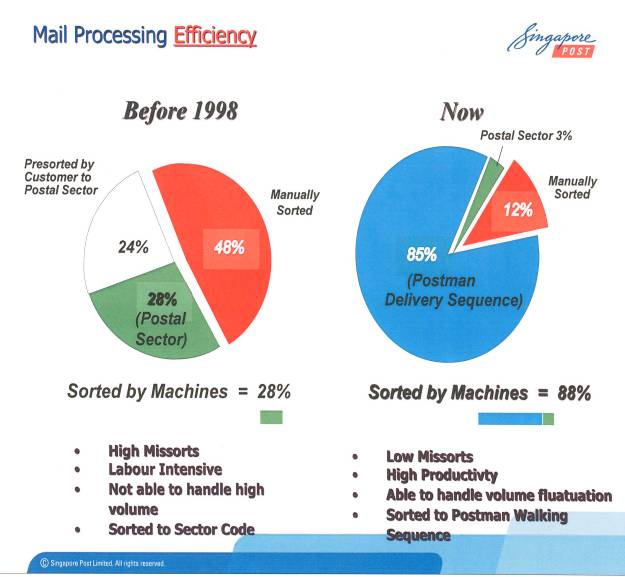 Mail Processing Efficiency
Singapore
POST
Before 1998
Now
Postal Sector 3%
Presorted by
Customer to
Postal Sector
Manually
Sorted
Manually
Sorted
24%
48%
28%
(Postal
Sector)
12%
85%
(Postman
Delivery Sequence)
Sorted by Machines = 28%
Sorted by Machines = 88%
• High Missorts
• Labour Intensive
• Not able to handle high
volume
• Sorted to Sector Code
• Low Missorts
• High Productivty
• Able to handle volume fluatuation
• Sorted to Postman Walking
Sequence
© Singapore Post Limited. All rights reserved.